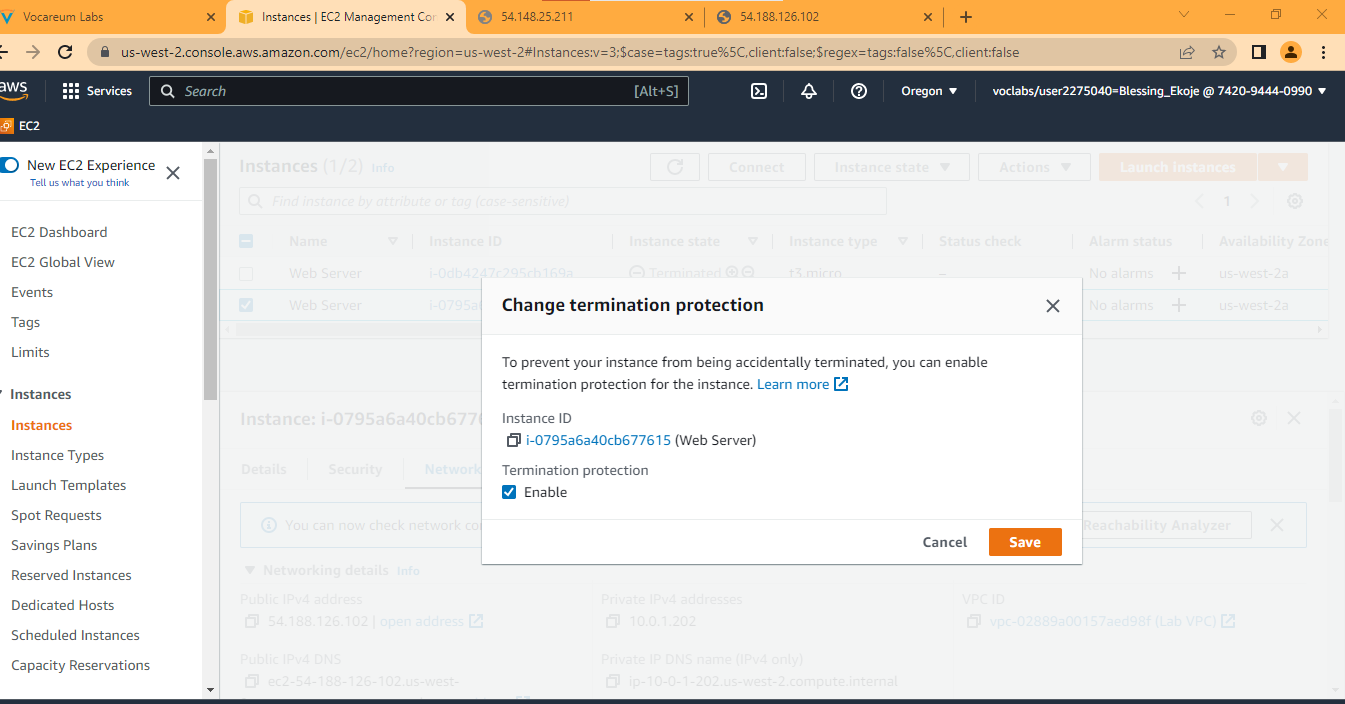 Vocareum Labs
Instances | EC2 Management Cor
54.148.25.211
54.188.126.102
us-west-2.console.aws.amazon.com/ec2/home?region=us-west-2#Instances:v=3;$case=tags:true%5C,client:false;$regex=tags:false%5C,client:false
aws
Services
Search
[Alt+S]
Oregon
voclabs/user2275040=Blessing_Ekoje @ 7420-9444-0990
EC2
New EC2 Experience
Tell us what you think
EC2 Dashboard
EC2 Global View
Events
Tags
Limits
Instances
Instances
Instance Types
Launch Templates
Spot Requests
Savings Plans
Reserved Instances
Dedicated Hosts
Scheduled Instances
Capacity Reservations
Instances (1/2) Info
Connect
Instance state
Actions
Launch instances
Find instance by attribute or tag (case-sensitive)
1
Name Instance ID Instance state Instance type Status check Alarm status Availability Zone
Web Server i-0db4247c295cb169a Terminated t3.micro – No alarms us-west-2a
Web Server i-0795a6 No alarms us-west-2a
Change termination protection
To prevent your instance from being accidentally terminated, you can enable
termination protection for the instance. Learn more
Instance ID
i-0795a6a40cb677615 (Web Server)
Termination protection
Enable
Cancel
Save
Instance: i-0795a6a40cb6776
Details
Security
Network
You can now check network co
Reachability Analyzer
Networking details Info
Public IPv4 address
54.188.126.102 | open address
Private IPv4 addresses
10.0.1.202
VPC ID
vpc-02889a00157aed98f (Lab VPC)
Public IPv4 DNS
ec2-54-188-126-102.us-west-
Private IP DNS name (IPv4 only)
ip-10-0-1-202.us-west-2.compute.internal